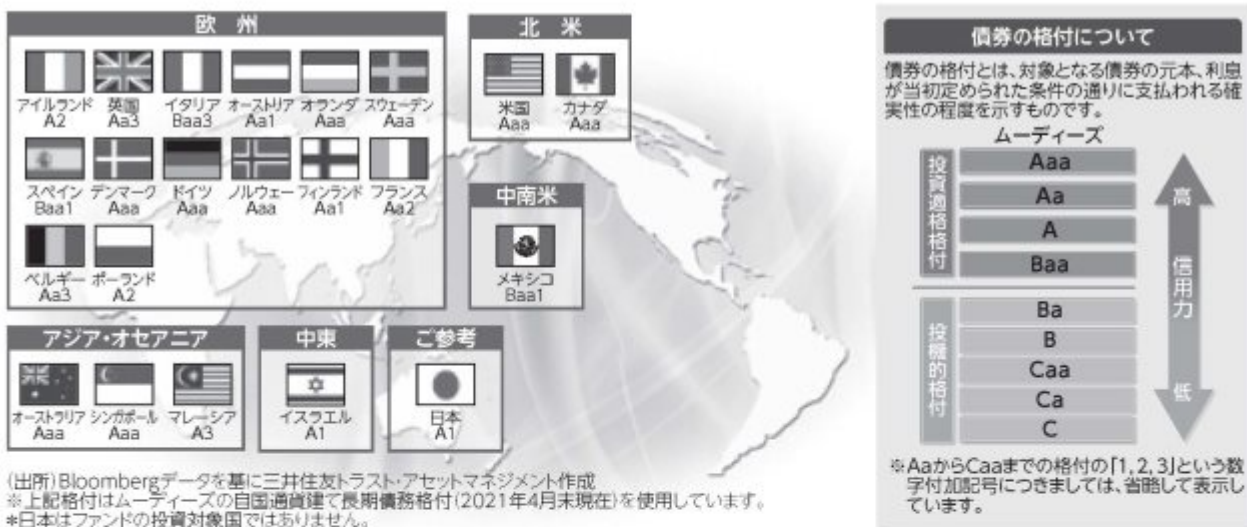 欧 州
アイルランド 英国 イタリア オーストリア オランダ スウェーデン
A2 Aa3 Baa3 Aa1 Aaa Aaa
スペイン デンマーク ドイツ ノルウェー フィンランド フランス
Baa1 Aaa Aaa Aaa Aa1 Aa2
ベルギー ポーランド
Aa3 A2
北 米
米国 カナダ
Aaa Aaa
中南米
メキシコ
Baa1
アジア・オセアニア
オーストラリア シンガポール マレーシア
Aaa Aaa A3
中東
イスラエル
A1
ご参考
日本
A1
(出所)Bloombergデータを基に三井住友トラスト・アセットマネジメント作成
※上記格付はムーディーズの自国通貨建て長期債務格付(2021年4月末現在)を使用しています。
*日本はファンドの投資対象国ではありません。
債券の格付について
債券の格付とは、対象となる債券の元本、利息
が当初定められた条件の通りに支払われる確
実性の程度を示すものです。
ムーディーズ
投資適格格付
Aaa
Aa
A
Baa
投機的格付
Ba
B
Caa
Ca
C
高
信用力
低
※AaからCaaまでの格付の「1,2,3」という数
字付加記号につきましては、省略して表示し
ています。